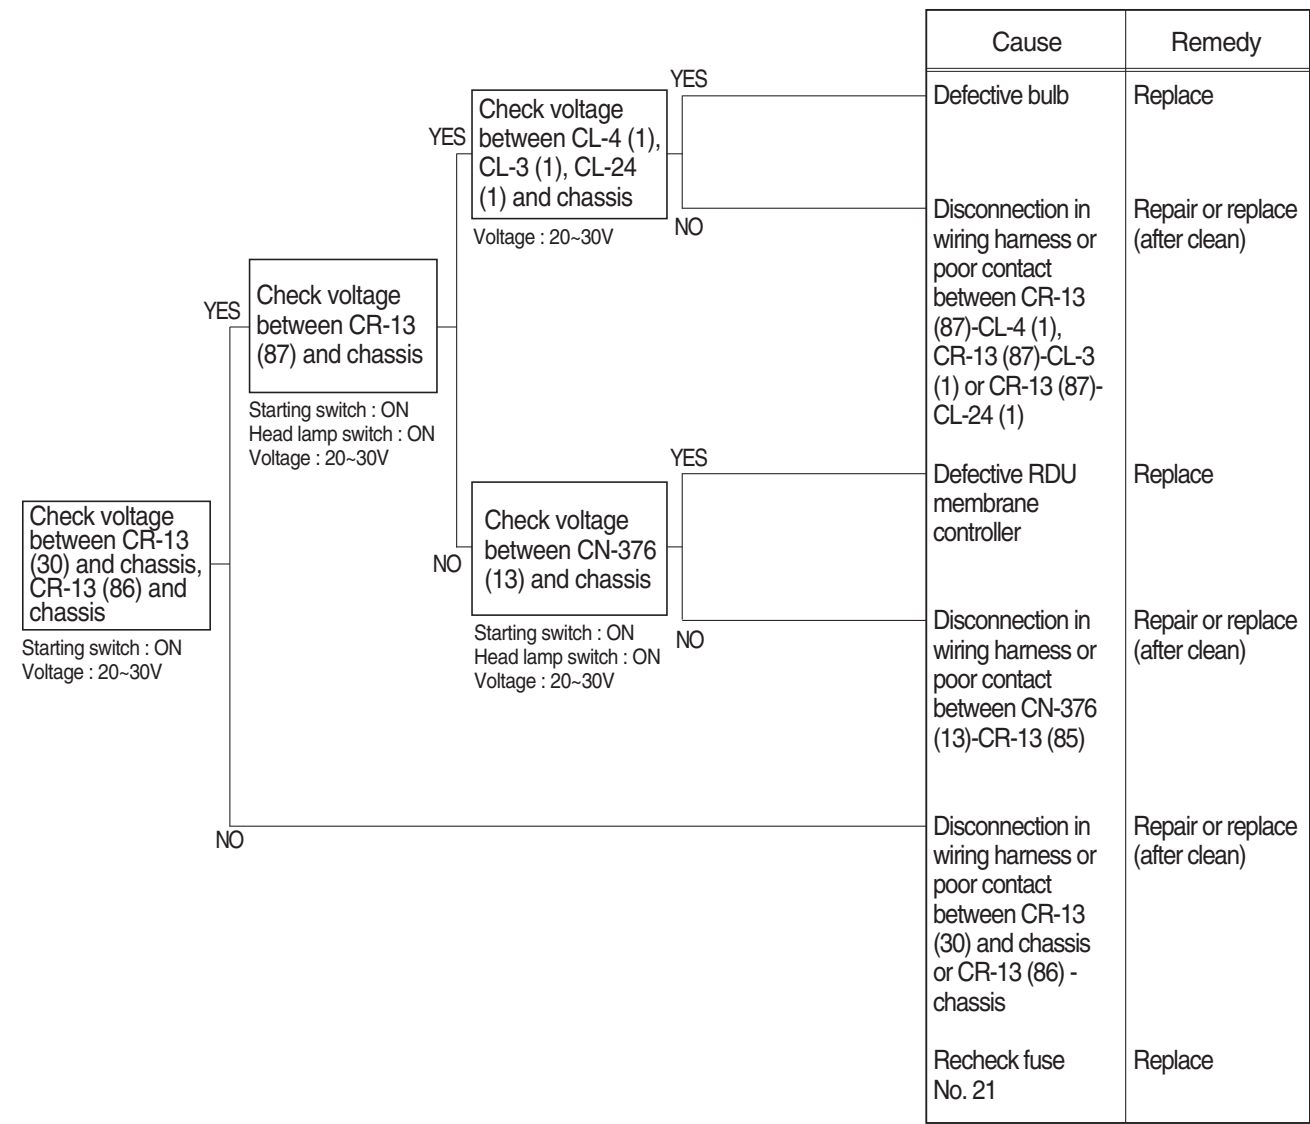 Cause
Remedy
YES
Defective bulb
Replace
Check voltage
between CL-4 (1),
CL-3 (1), CL-24
(1) and chassis
YES
Voltage : 20~30V
NO
Disconnection in
wiring harness or
poor contact
between CR-13
(87)-CL-4 (1),
CR-13 (87)-CL-3
(1) or CR-13 (87)-
CL-24 (1)
Repair or replace
(after clean)
YES
Check voltage
between CR-13
(87) and chassis
Starting switch : ON
Head lamp switch : ON
Voltage : 20~30V
YES
Defective RDU
membrane
controller
Replace
Check voltage
between CN-376
(13) and chassis
NO
Starting switch : ON
Head lamp switch : ON
Voltage : 20~30V
NO
Disconnection in
wiring harness or
poor contact
between CN-376
(13)-CR-13 (85)
Repair or replace
(after clean)
Check voltage
between CR-13
(30) and chassis,
CR-13 (86) and
chassis
Starting switch : ON
Voltage : 20~30V
NO
Disconnection in
wiring harness or
poor contact
between CR-13
(30) and chassis
or CR-13 (86) -
chassis
Repair or replace
(after clean)
Recheck fuse
No. 21
Replace